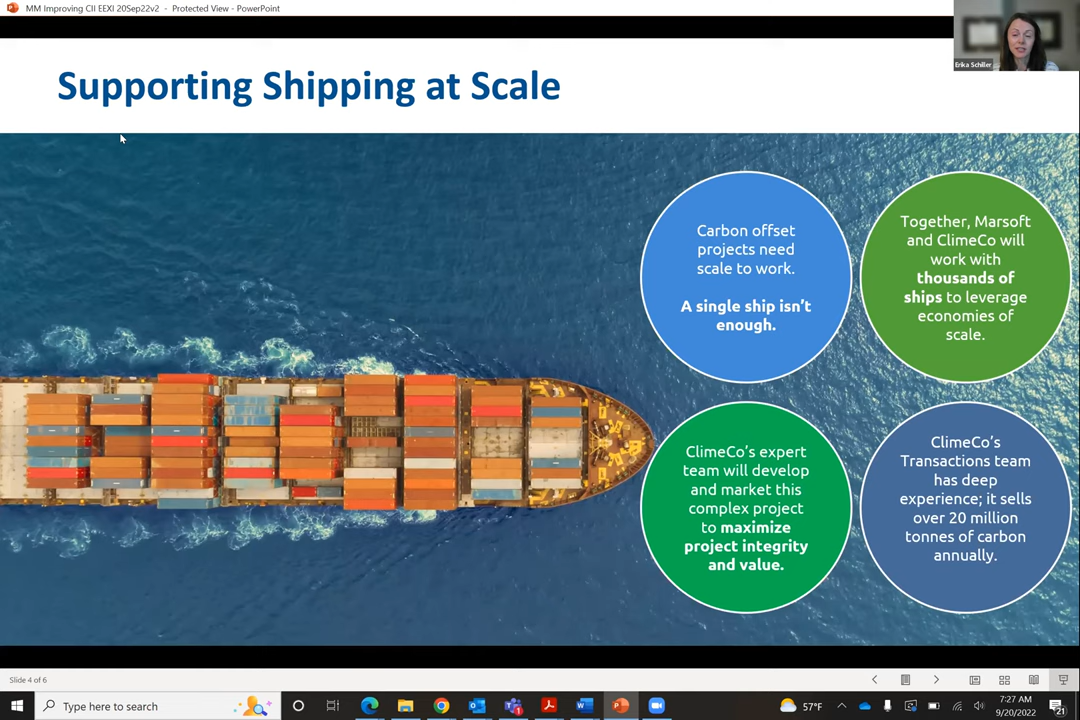 MM Improving CII EEXI 20Sep22v2 - Protected View - PowerPoint
Erika Schiller
Supporting Shipping at Scale
Carbon offset
projects need
scale to work.
A single ship isn't
enough.
Together, Marsoft
and ClimeCo will
work with
thousands of
ships to leverage
economies of
scale.
ClimeCo's expert
team will develop
and market this
complex project
to maximize
project integrity
and value.
ClimeCo's
Transactions team
has deep
experience; it sells
over 20 million
tonnes of carbon
annually.
Slide 4 of 6
Type here to search
57°F
7:27 AM
9/20/2022
21